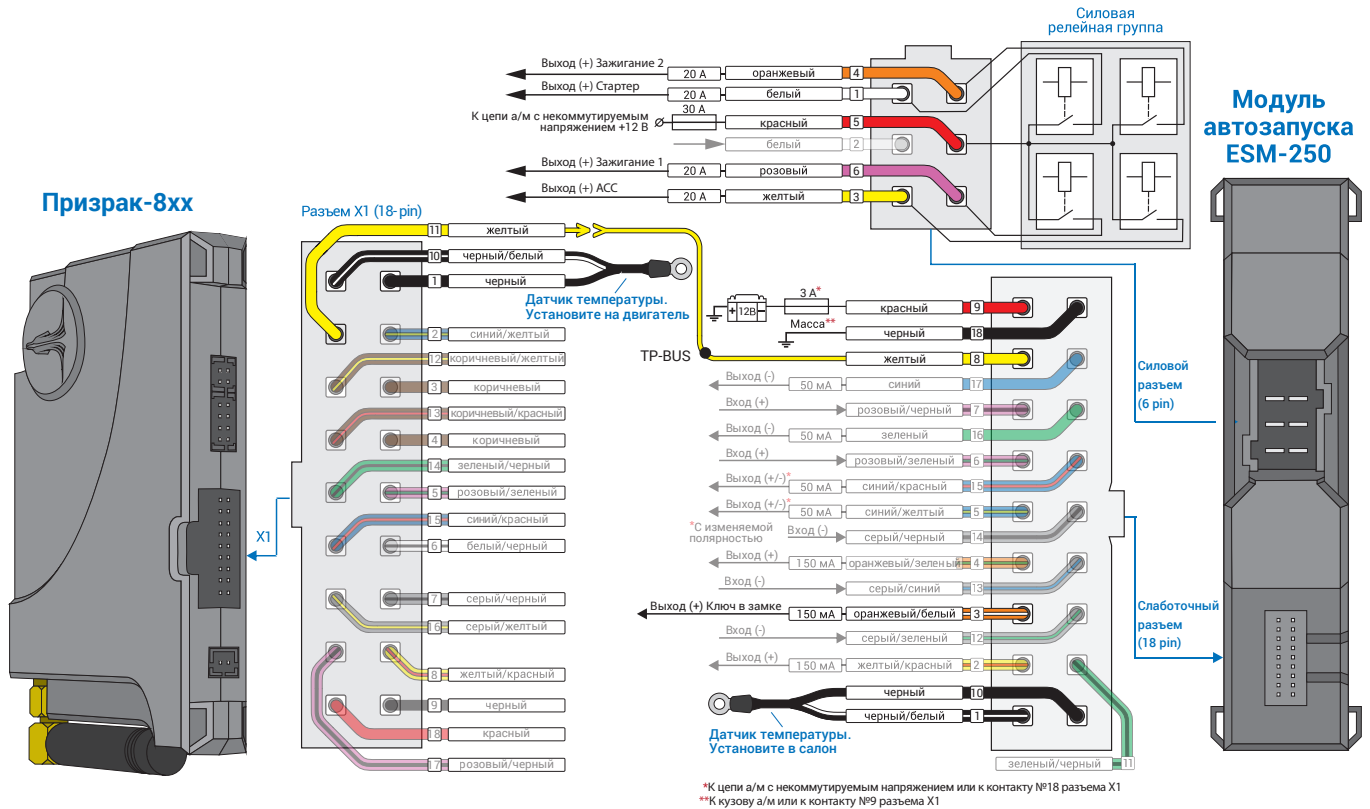 Силовая
релейная группа
Выход (+) Зажигание 2
20 А
оранжевый
4
Выход (+) Стартер
20 А
белый
1
К цепи а/м с некоммутируемым
напряжением +12 В
30 А
красный
5
белый
2
Выход (+) Зажигание 1
20 А
розовый
6
Выход (+) АСС
20 А
желтый
3
Модуль
автозапуска
ESM-250
Призрак-8хх
Разъем X1 (18-pin)
11
желтый
10
черный/белый
1
черный
Датчик температуры.
Установите на двигатель
2
синий/желтый
12
коричневый/желтый
3
коричневый
13
коричневый/красный
4
коричневый
14
зеленый/черный
5
розовый/зеленый
15
синий/красный
6
белый/черный
7
серый/черный
16
серый/желтый
8
желтый/красный
9
черный
18
красный
17
розовый/черный
X1
TP-BUS
+ 12В –
3 А*
красный
9
Масса**
черный
18
желтый
8
Выход (-)
50 мА
синий
17
Вход (+)
розовый/черный
7
Выход (-)
50 мА
зеленый
16
Вход (+)
розовый/зеленый
6
Выход (+/-)*
50 мА
синий/красный
15
Выход (+/-)*
50 мА
синий/желтый
5
*С изменяемой
полярностью
Вход (-)
серый/черный
14
Выход (+)
150 мА
оранжевый/зеленый
4
Вход (-)
серый/синий
13
Выход (+) Ключ в замке
150 мА
оранжевый/белый
3
Вход (-)
серый/зеленый
12
Выход (+)
150 мА
желтый/красный
2
черный
10
черный/белый
1
Датчик температуры.
Установите в салон
зеленый/черный
11
Силовой
разъем
(6 pin)
Слаботочный
разъем
(18 pin)
*К цепи а/м с некоммутируемым напряжением или к контакту №18 разъема X1
**К кузову а/м или к контакту №9 разъема X1